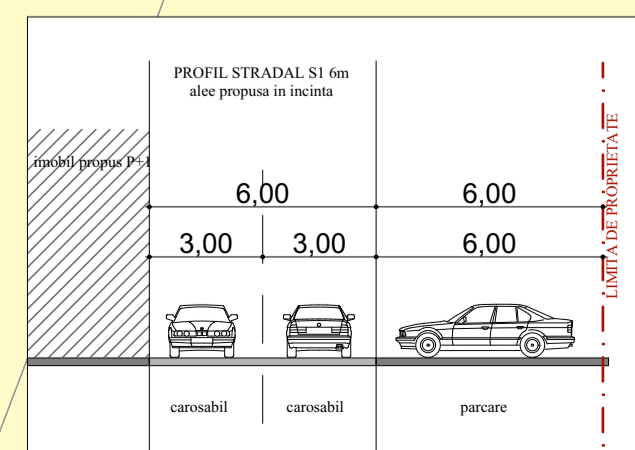 PROFIL STRADAL S1 6m
alee propusa in incinta
imobil propus P+1
6,00
6,00
3,00
3,00
6,00
LIMITA DE PROPRIETATE
carosabil
carosabil
parcare